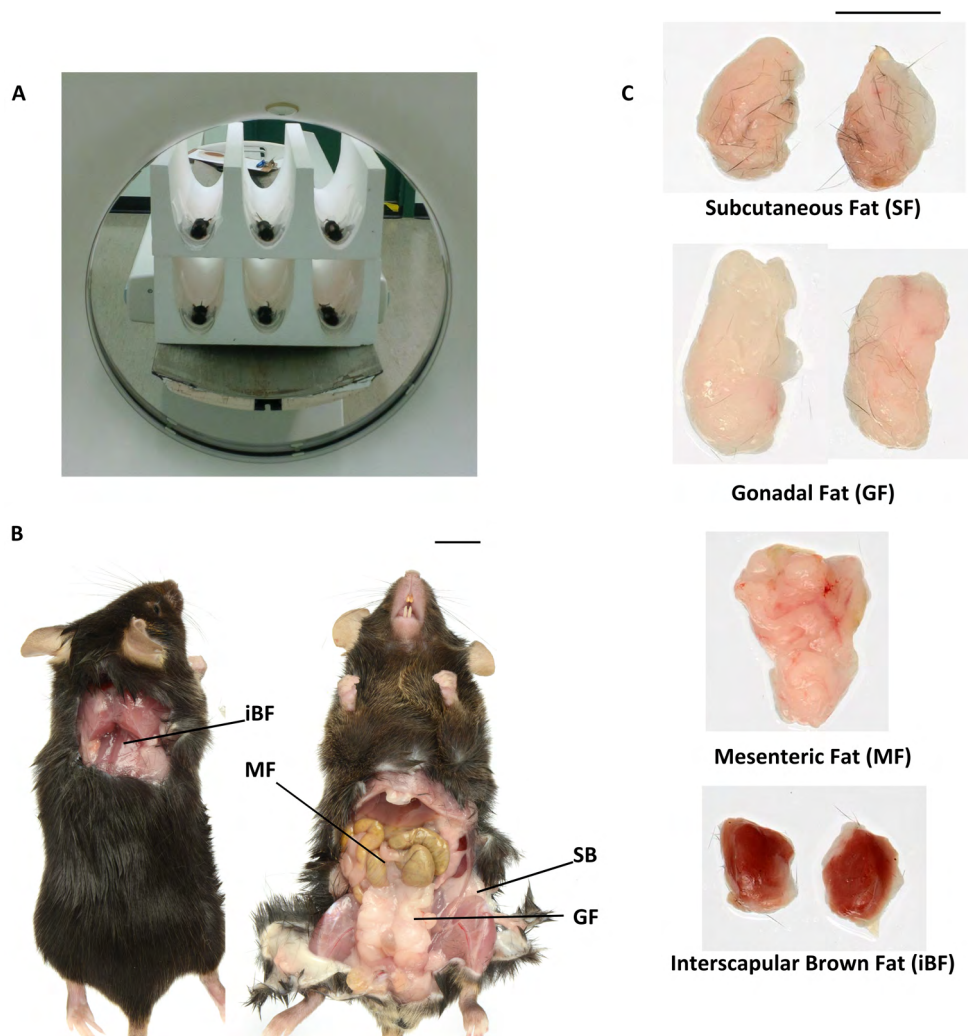 A
B
iBF
MF
SB
GF
C
Subcutaneous Fat (SF)
Gonadal Fat (GF)
Mesenteric Fat (MF)
Interscapular Brown Fat (iBF)